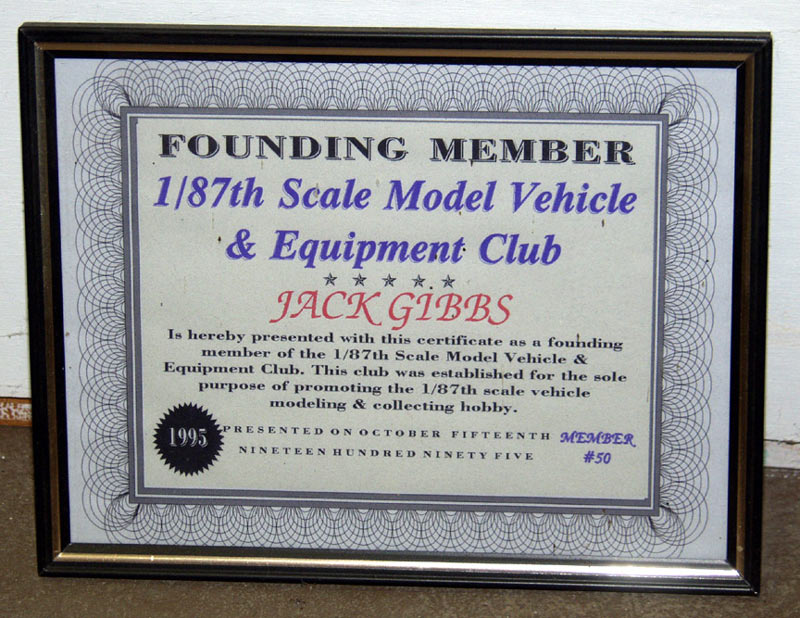 FOUNDING MEMBER
1/87th Scale Model Vehicle
& Equipment Club
JACK GIBBS
Is hereby presented with this certificate as a founding
member of the 1/87th Scale Model Vehicle &
Equipment Club. This club was established for the sole
purpose of promoting the 1/87th scale vehicle
modeling & collecting hobby.
1995
PRESENTED ON OCTOBER FIFTEENTH
NINETEEN HUNDRED NINETY FIVE
MEMBER
#50